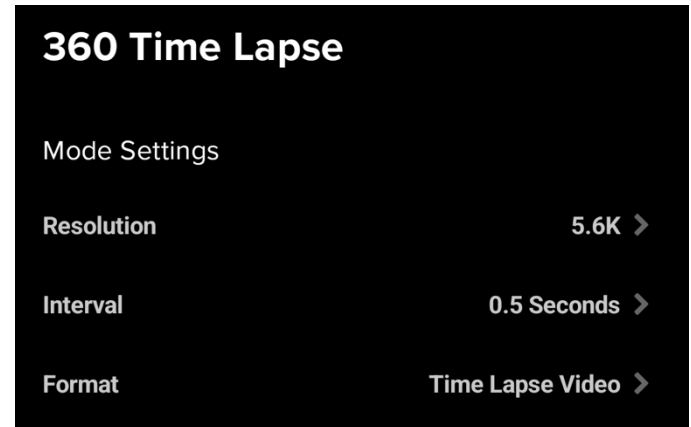 360 Time Lapse
Mode Settings
Resolution 5.6K
Interval 0.5 Seconds
Format Time Lapse Video